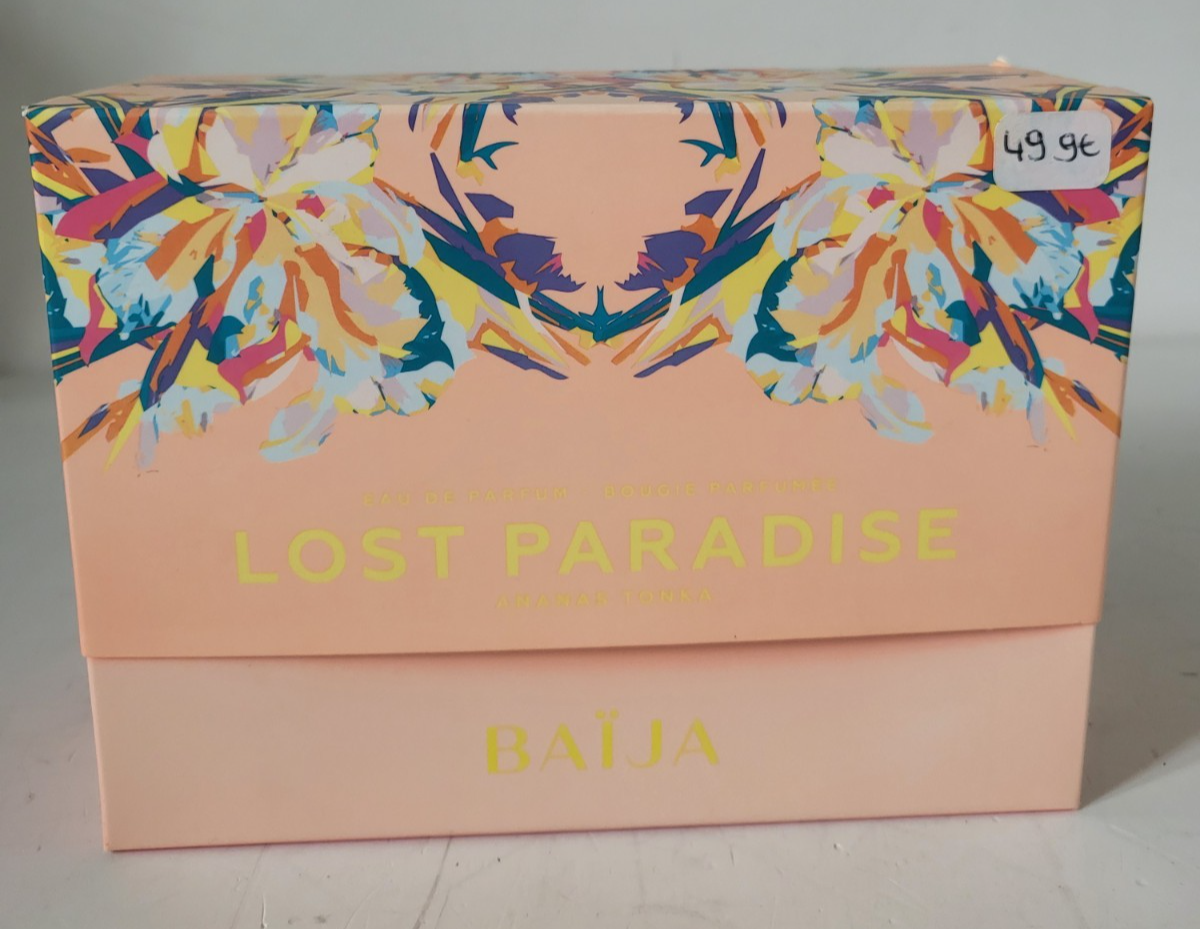 49 9€
EAU DE PARFUM BOUGIE PARFUMÉE
LOST PARADISE
ANANAS TONKA
BAÏJA